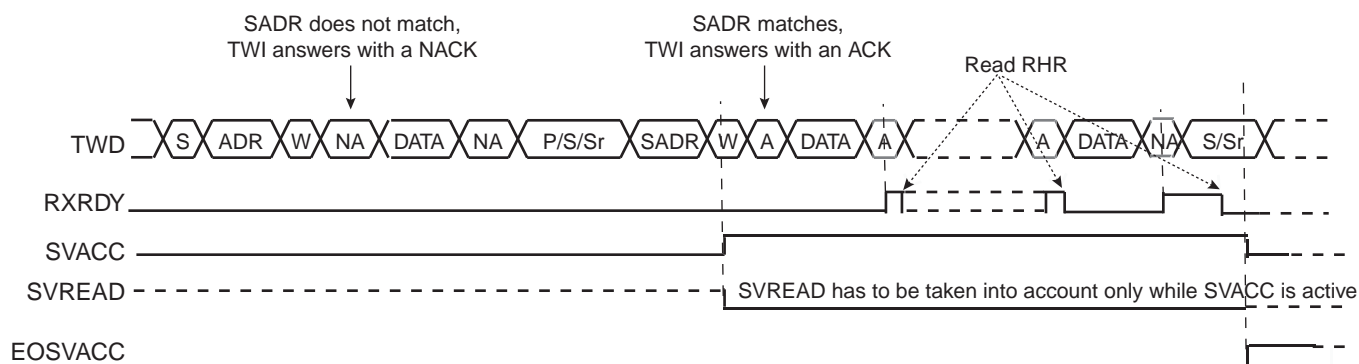 SADR does not match,
TWI answers with a NACK
SADR matches,
TWI answers with an ACK
Read RHR
TWD S ADR W NA DATA NA P/S/Sr SADR W A DATA A A DATA NA S/Sr
RXRDY
SVACC
SVREAD SVREAD has to be taken into account only while SVACC is active
EOSVACC